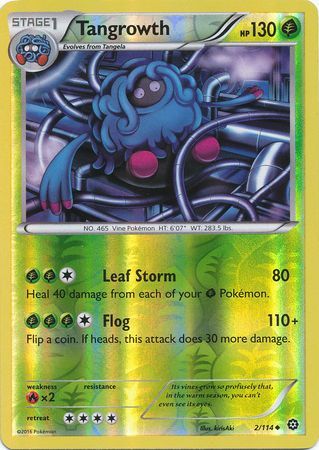 STAGE1
Tangrowth
HP 130
Evolves from Tangela
NO. 465 Vine Pokémon HT: 6'07" WT: 283.5 lbs.
Leaf Storm 80
Heal 40 damage from each of your Pokémon.
Flog 110+
Flip a coin. If heads, this attack does 30 more damage.
weakness resistance
×2
retreat
Its vines grow so profusely that,
in the warm season, you can't
even see its eyes.
©2016 Pokémon
Illus. kirisAki
2/114